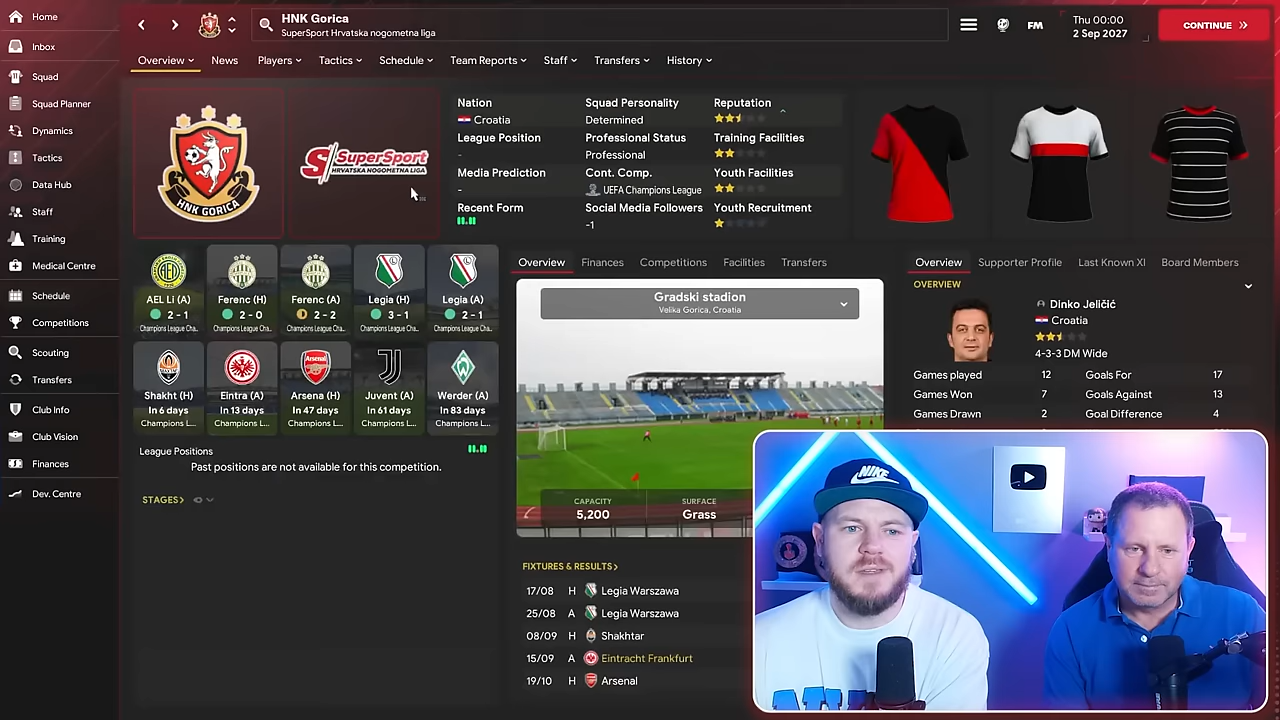 Home
Inbox
Squad
Squad Planner
Dynamics
Tactics
Data Hub
Staff
Training
Medical Centre
Schedule
Competitions
Scouting
Transfers
Club Info
Club Vision
Finances
Dev. Centre
HNK Gorica
SuperSport Hrvatska nogometna liga
FM
Thu 00:00
2 Sep 2027
CONTINUE
Overview News Players Tactics Schedule Team Reports Staff Transfers History
HNK GORICA
SuperSport
HRVATSKA NOGOMETNA LIGA
Nation
Croatia
League Position
-
Media Prediction
-
Recent Form
Squad Personality
Determined
Professional Status
Professional
Cont. Comp.
UEFA Champions League
Social Media Followers
-1
Reputation
Training Facilities
Youth Facilities
Youth Recruitment
AEL Li (A)
2 - 1
Champions League Cha...
Ferenc (H)
2 - 0
Champions League Cha...
Ferenc (A)
2 - 2
Champions League Cha...
Legia (H)
3 - 1
Champions League Cha...
Legia (A)
2 - 1
Champions League Cha...
Shakht (H)
In 6 days
Champions L...
Eintra (A)
In 13 days
Champions L...
Arsenal
Arsena (H)
In 47 days
Champions L...
Juvent (A)
In 61 days
Champions L...
Werder (A)
In 83 days
Champions L...
League Positions
Past positions are not available for this competition.
STAGES>
Overview Finances Competitions Facilities Transfers
Gradski stadion
Velika Gorica, Croatia
CAPACITY
5,200
SURFACE
Grass
FIXTURES & RESULTS>
17/08 H Legia Warszawa
25/08 A Legia Warszawa
08/09 H Shakhtar
15/09 A Eintracht Frankfurt
19/10 H Arsenal
Overview Supporter Profile Last Known XI Board Members
OVERVIEW
Dinko Jeličić
Croatia
4-3-3 DM Wide
Games played 12 Goals For 17
Games Won 7 Goals Against 13
Games Drawn 2 Goal Difference 4
NIKE